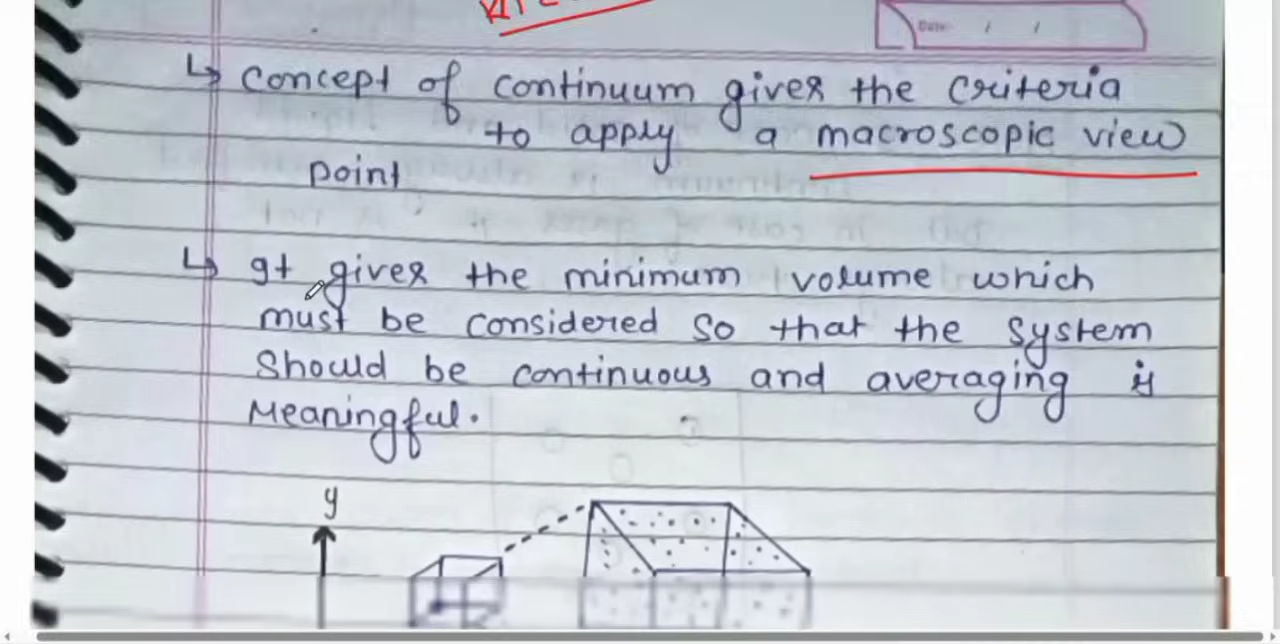 Date: / /
↳ concept of continuum gives the criteria
to apply a macroscopic view
point
↳ It gives the minimum volume which
must be considered so that the system
should be continuous and averaging is
Meaningful.
y